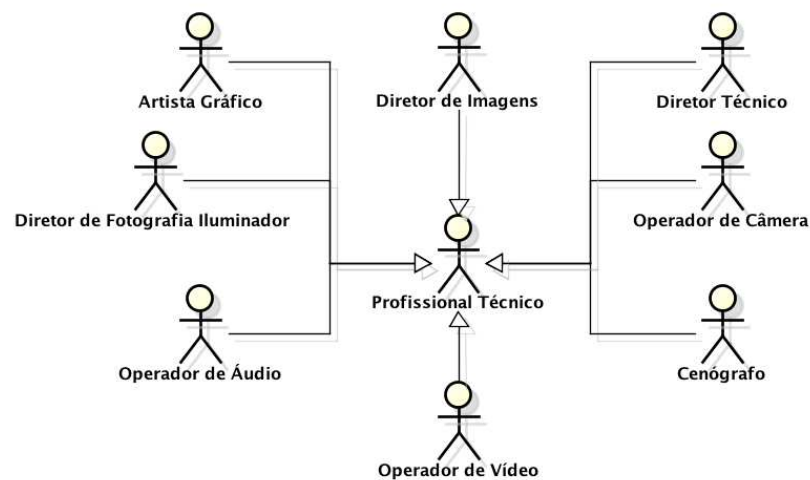 Artista Gráfico
Diretor de Imagens
Diretor Técnico
Diretor de Fotografia Iluminador
Operador de Câmera
Profissional Técnico
Operador de Áudio
Cenógrafo
Operador de Vídeo